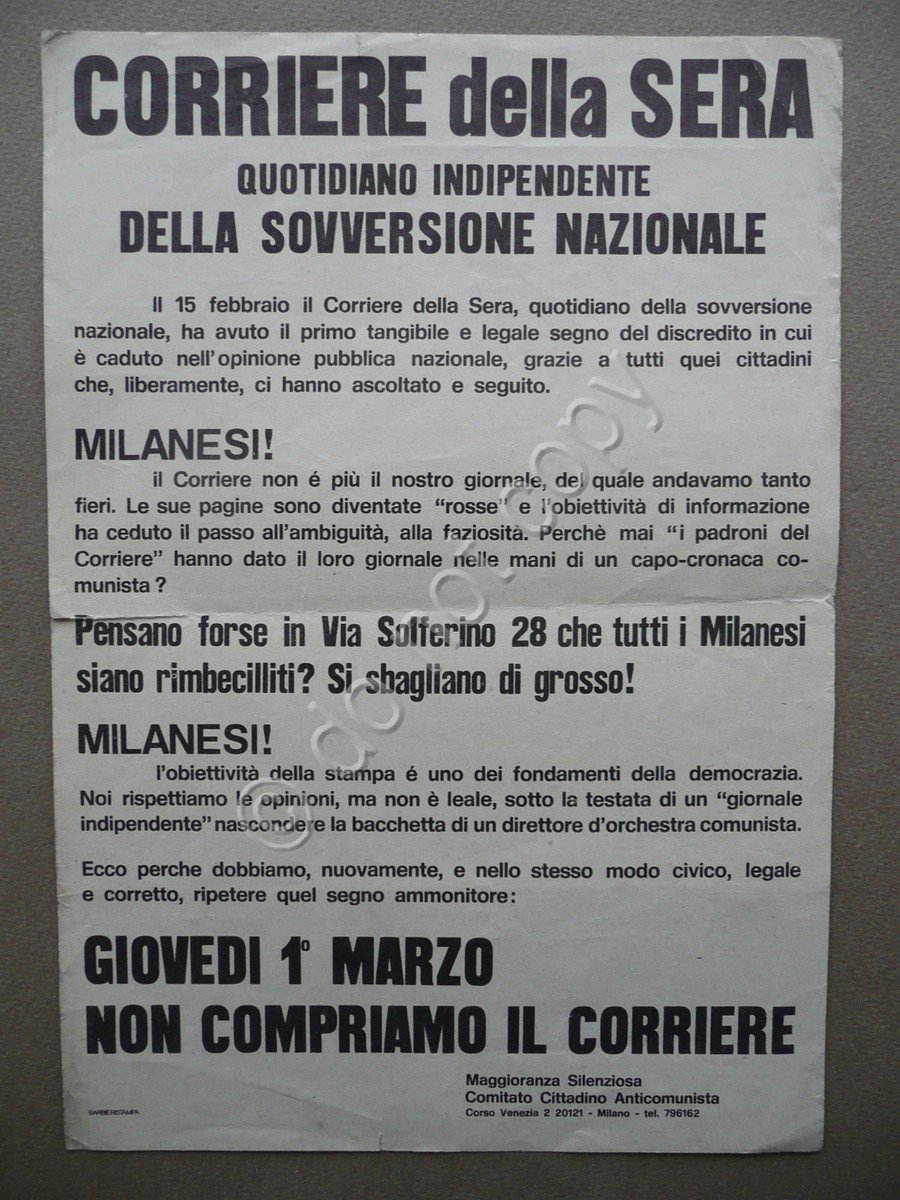 CORRIERE della SERA
QUOTIDIANO INDIPENDENTE
DELLA SOVVERSIONE NAZIONALE
Il 15 febbraio il Corriere della Sera, quotidiano della sovversione
nazionale, ha avuto il primo tangibile e legale segno del discredito in cui
è caduto nell'opinione pubblica nazionale, grazie a tutti quei cittadini
che, liberamente, ci hanno ascoltato e seguito.
MILANESI!
il Corriere non é più il nostro giornale, del quale andavamo tanto
fieri. Le sue pagine sono diventate "rosse" e l'obiettività di informazione
ha ceduto il passo all'ambiguità, alla faziosità. Perchè mai "i padroni del
Corriere" hanno dato il loro giornale nelle mani di un capo-cronaca co-
munista?
Pensano forse in Via Solferino 28 che tutti i Milanesi
siano rimbecilliti? Si sbagliano di grosso!
MILANESI!
l'obiettività della stampa é uno dei fondamenti della democrazia.
Noi rispettiamo le opinioni, ma non è leale, sotto la testata di un "giornale
indipendente" nascondere la bacchetta di un direttore d'orchestra comunista.
Ecco perche dobbiamo, nuovamente, e nello stesso modo civico, legale
e corretto, ripetere quel segno ammonitore:
GIOVEDI 1° MARZO
NON COMPRIAMO IL CORRIERE
Maggioranza Silenziosa
Comitato Cittadino Anticomunista
Corso Venezia 2 20121 - Milano - tel. 796162
BARBIERISTAMPA
© do not copy